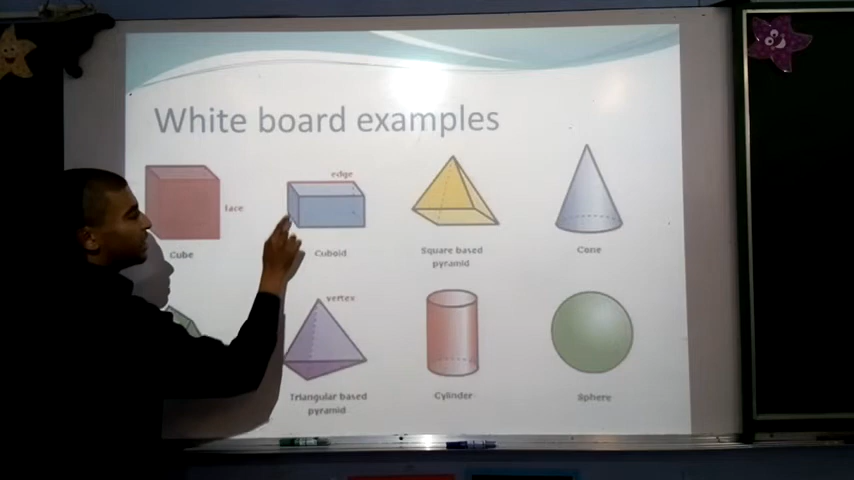 White board examples
edge
face
Cube
Cuboid
Square based
pyramid
Cone
vertex
Triangular based
pyramid
Cylinder
Sphere